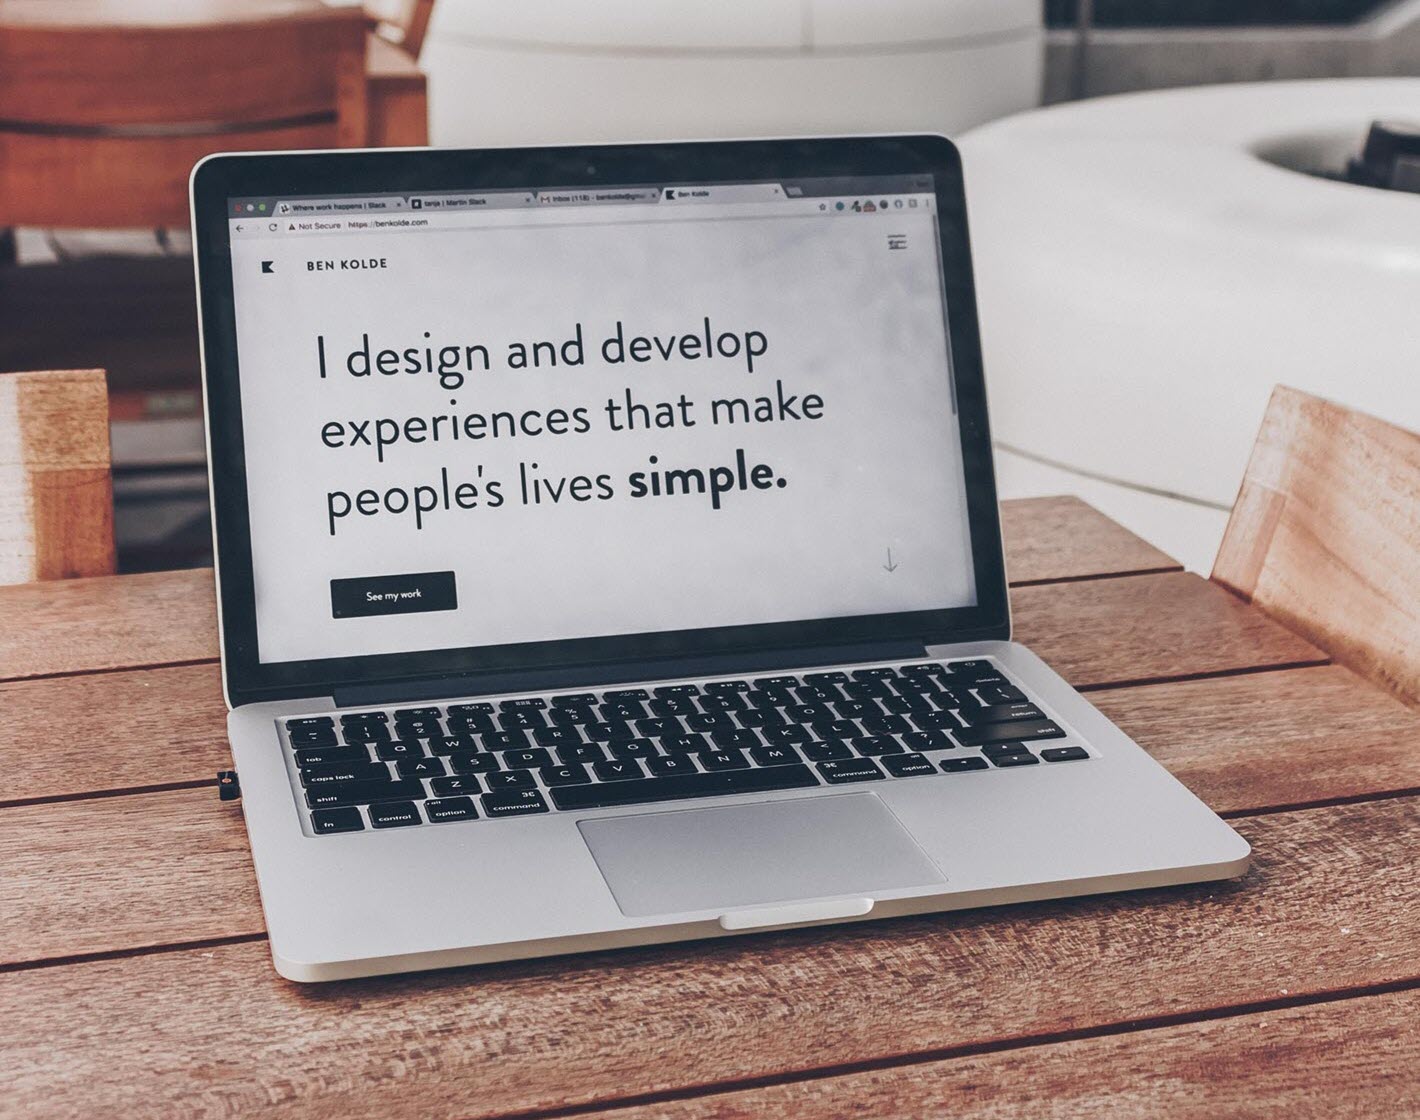 Where work happens | Slack
tanja | Martin Slack
Inbox (118) - benkolde@gm
Ben Kolde
Not Secure https://benkolde.com
BEN KOLDE
I design and develop
experiences that make
people's lives simple.
See my work
tab
Q W E R T Y U I O P
caps lock A S D F G H J K L
return
shift Z X C V B N M shift
fn control alt option ⌘ command ⌘ command alt option